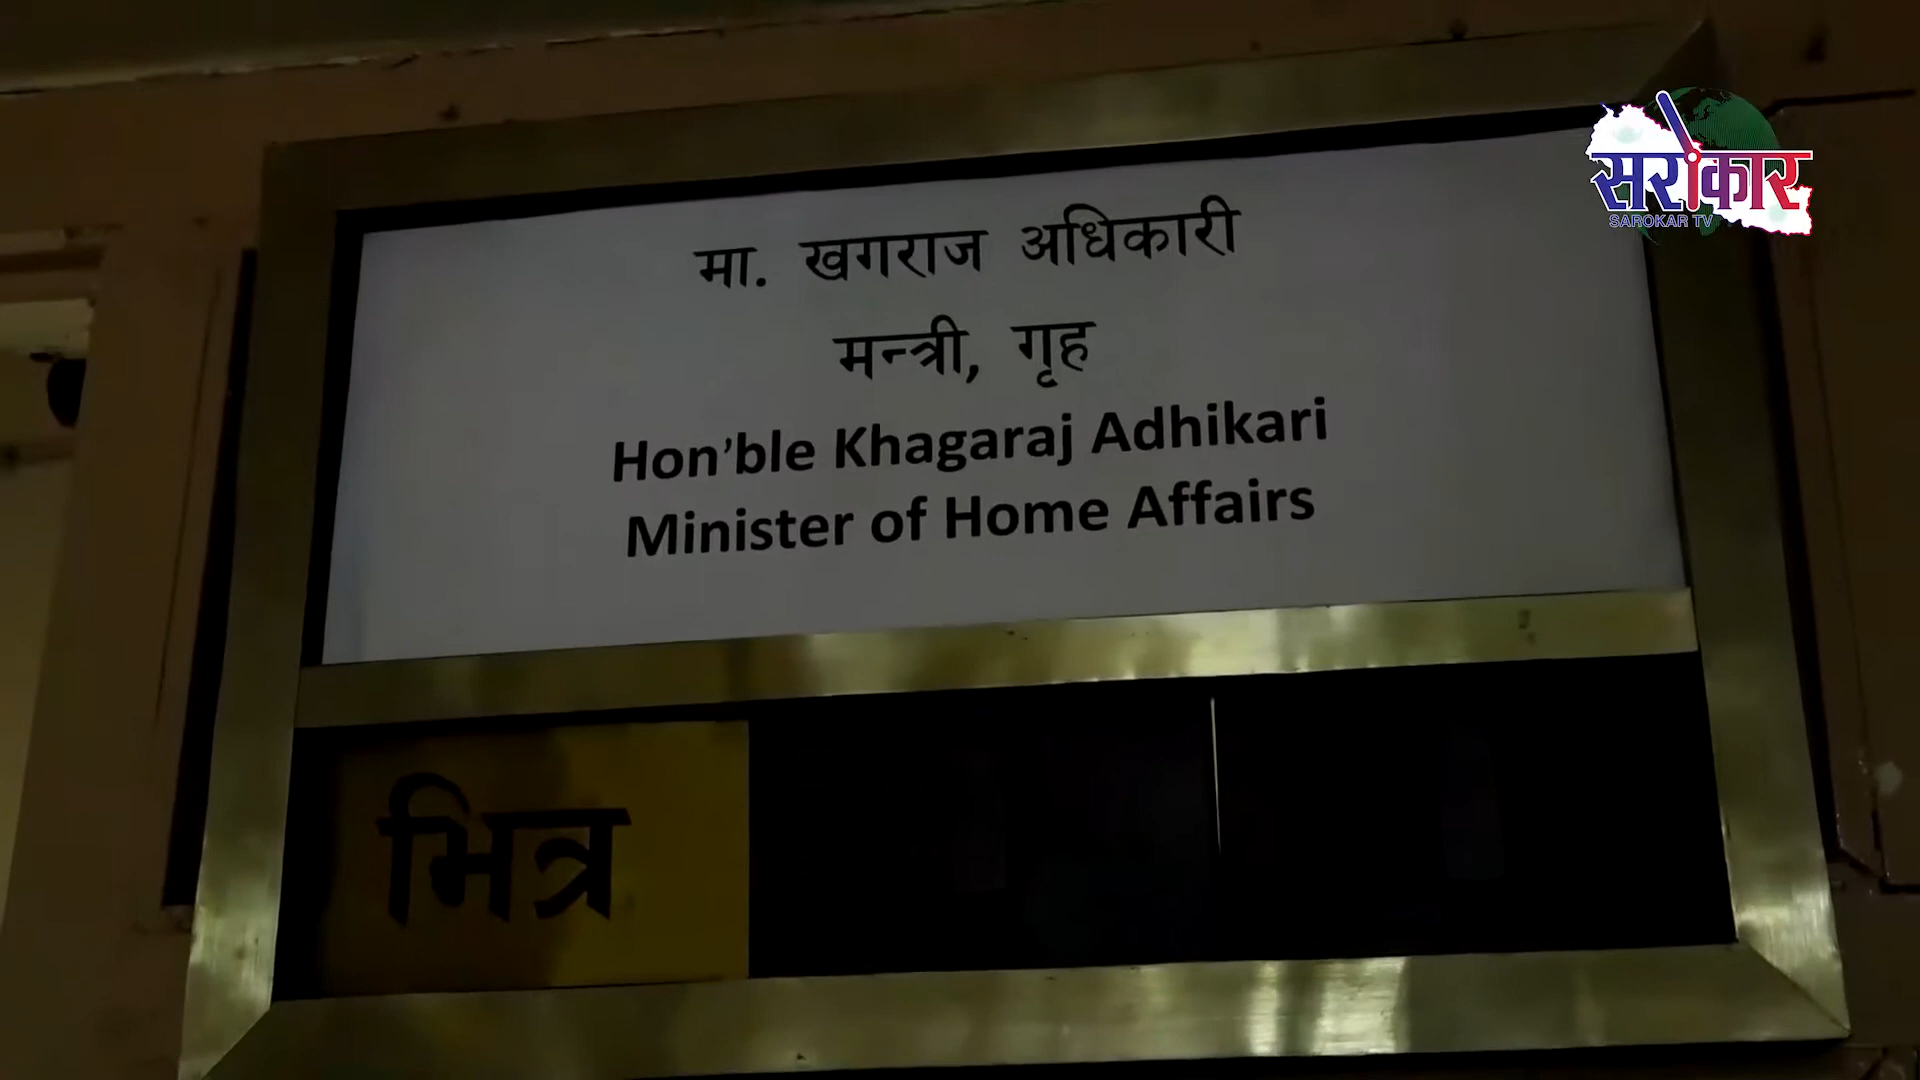 सरोकार
SAROKAR TV
मा. खगराज अधिकारी
मन्त्री, गृह
Hon'ble Khagaraj Adhikari
Minister of Home Affairs
भित्र